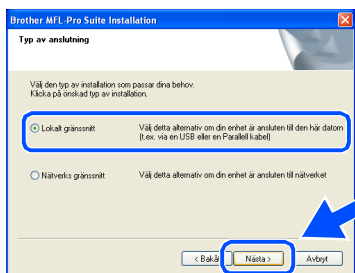 Brother MFL-Pro Suite Installation
Typ av anslutning
Välj den typ av installation som passar dina behov.
Klicka på önskad typ av installation.
Lokalt gränssnitt
Välj detta alternativ om din enhet är ansluten till den här datorn
(t.ex. via en USB eller en Parallell kabel)
Nätverks gränssnitt
Välj detta alternativ om din enhet är ansluten till nätverket
< Bakåt
Nästa >
Avbryt